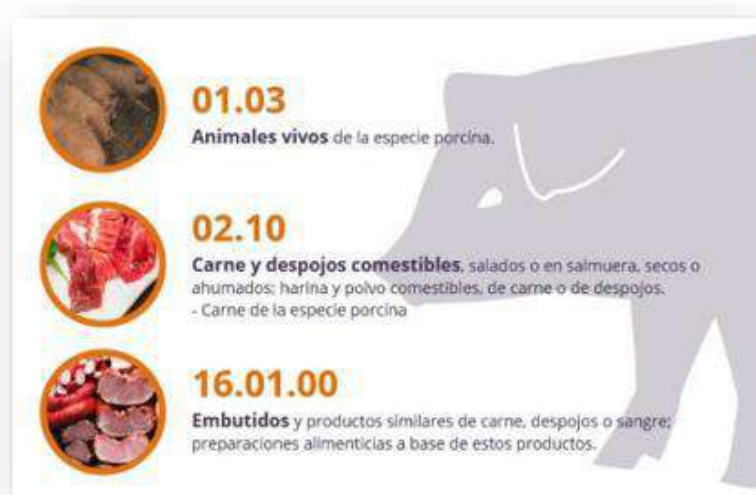 01.03
Animales vivos de la especie porcina.
02.10
Carne y despojos comestibles, salados o en salmuera, secos o
ahumados; harina y polvo comestibles, de carne o de despojos.
- Carne de la especie porcina
16.01.00
Embutidos y productos similares de carne, despojos o sangre;
preparaciones alimenticias a base de estos productos.